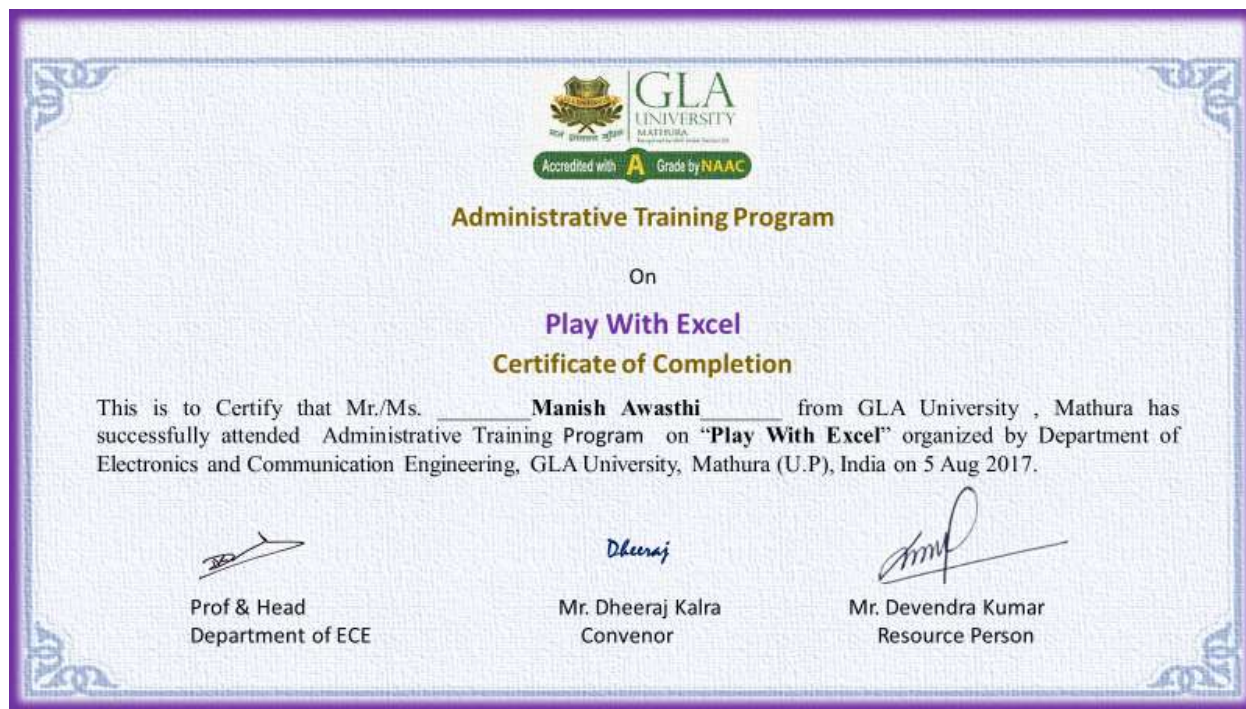 GLA
UNIVERSITY
MATHURA
Accredited with A Grade by NAAC
Administrative Training Program
On
Play With Excel
Certificate of Completion
This is to Certify that Mr./Ms. _________Manish Awasthi________ from GLA University , Mathura has
successfully attended Administrative Training Program on “Play With Excel” organized by Department of
Electronics and Communication Engineering, GLA University, Mathura (U.P), India on 5 Aug 2017.
Dheeraj
Prof & Head Mr. Dheeraj Kalra Mr. Devendra Kumar
Department of ECE Convenor Resource Person